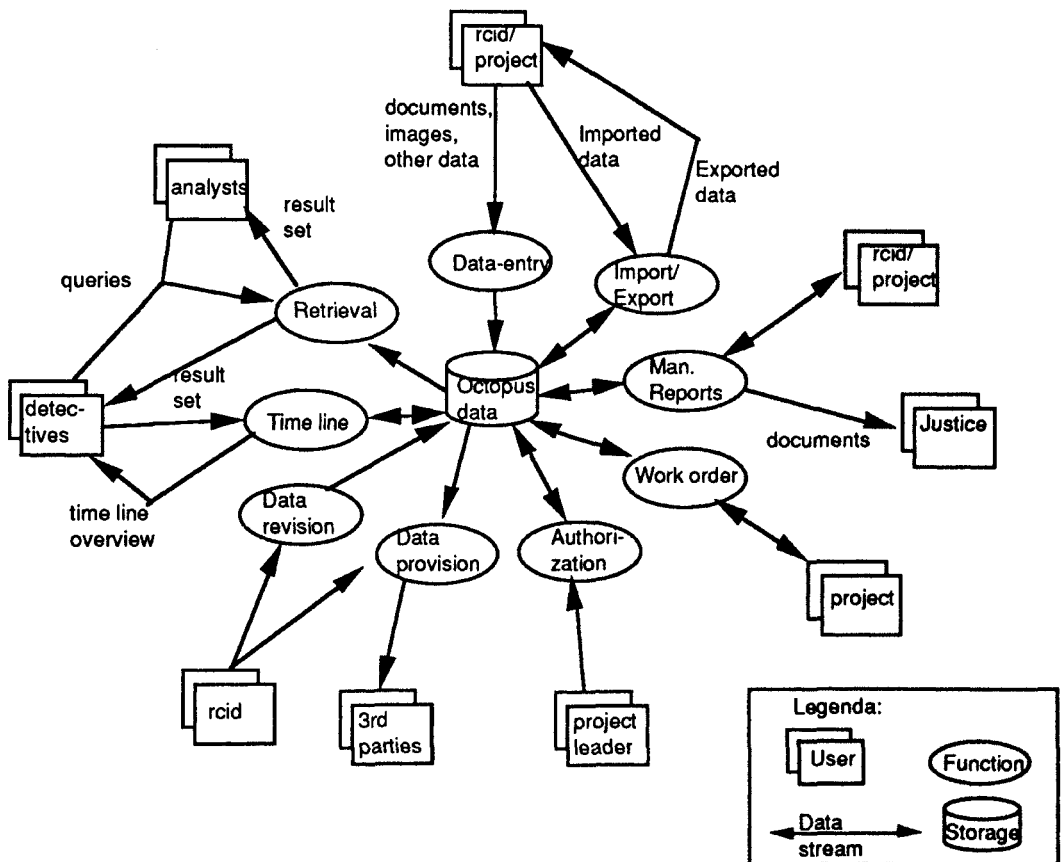 rcid/
project
documents,
images,
other data
Imported
data
Exported
data
analysts
result
set
queries
Data-entry
Import/
Export
rcid/
project
Retrieval
Man.
Reports
result
set
Octopus
data
detec-
tives
Time line
documents
Justice
Work order
time line
overview
Data
revision
Data
provision
Authori-
zation
project
rcid
3rd
parties
project
leader
Legenda:
User
Function
Data
stream
Storage